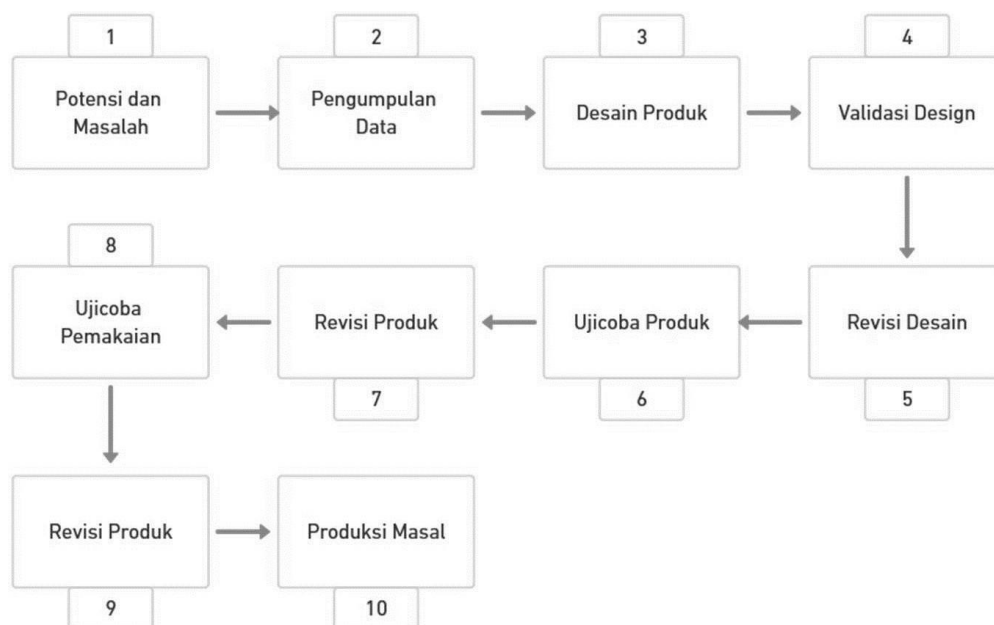 1
Potensi dan
Masalah
2
Pengumpulan
Data
3
Desain Produk
4
Validasi Design
5
Revisi Desain
6
Ujicoba Produk
7
Revisi Produk
8
Ujicoba
Pemakaian
9
Revisi Produk
10
Produksi Masal